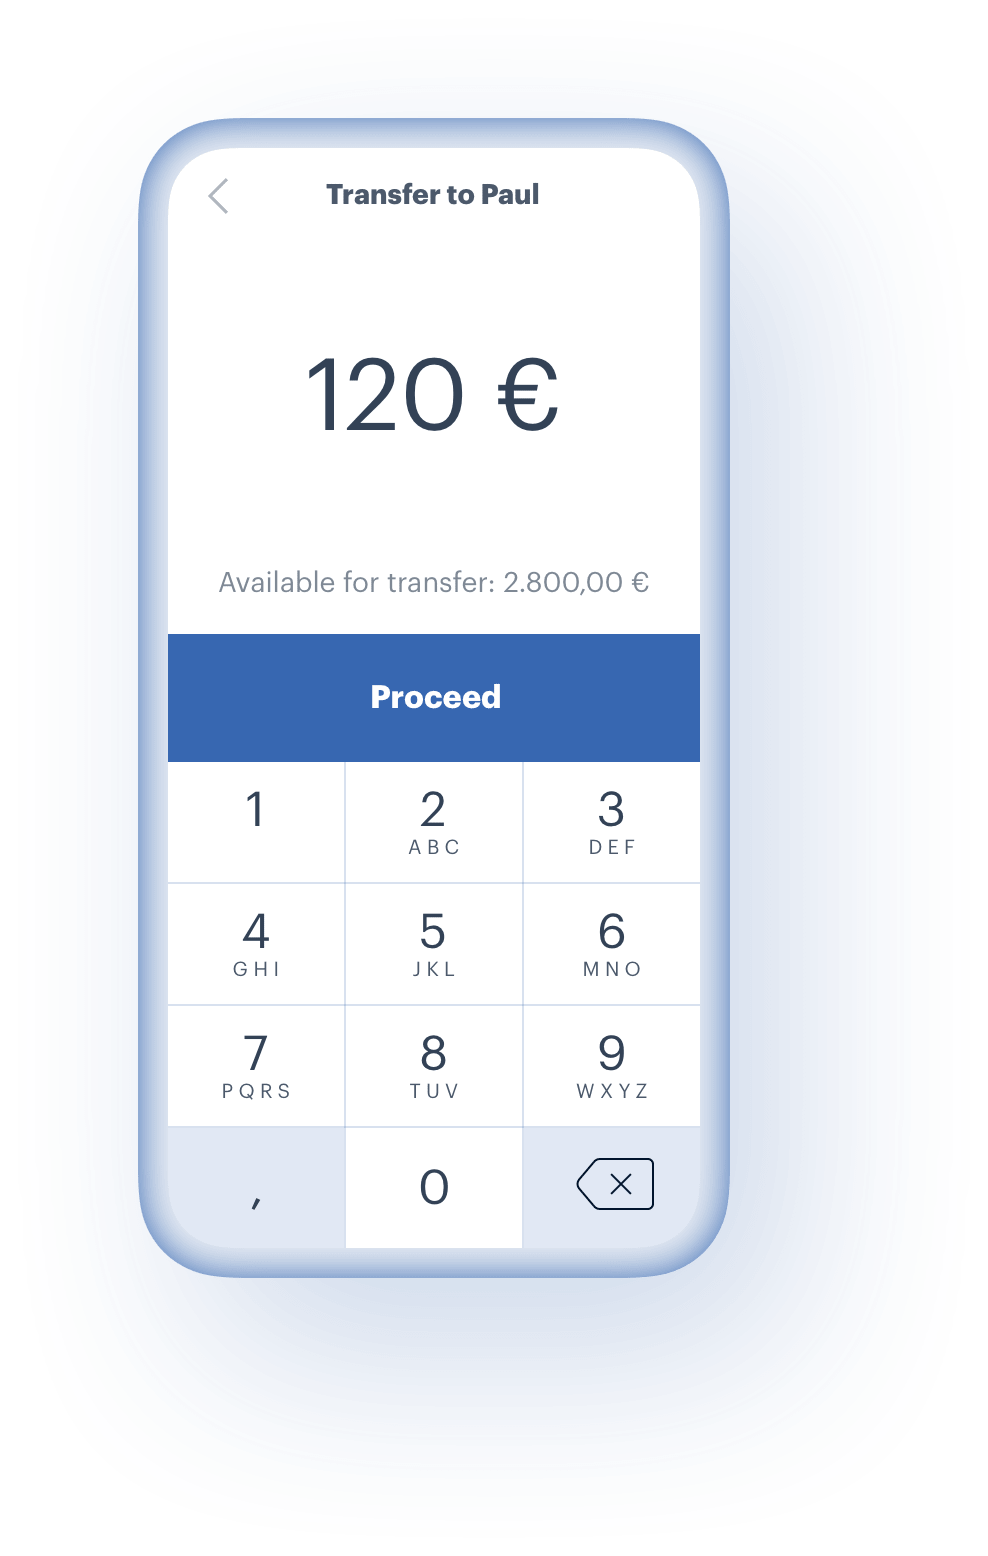 Transfer to Paul
120 €
Available for transfer: 2.800,00 €
Proceed
1 2 3
ABC DEF
4 5 6
GHI JKL MNO
7 8 9
PQRS TUV WXYZ
, 0